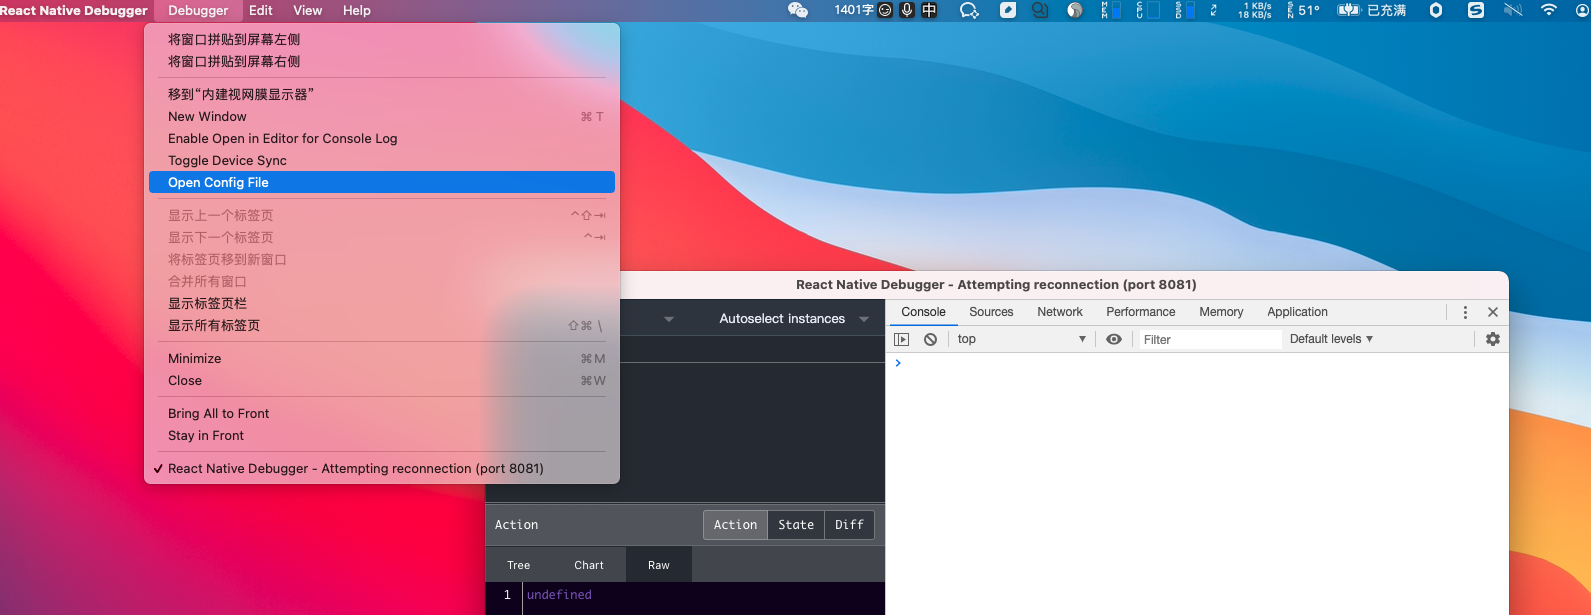 React Native Debugger Debugger Edit View Help 1401字 中 MEM CPU SSD 1 KB/s 18 KB/s SEN 51° 已充满
将窗口拼贴到屏幕左侧
将窗口拼贴到屏幕右侧
移到“内建视网膜显示器”
New Window ⌘ T
Enable Open in Editor for Console Log
Toggle Device Sync
Open Config File
显示上一个标签页 ^⇧⇥
显示下一个标签页 ^⇥
将标签页移到新窗口
合并所有窗口
显示标签页栏
显示所有标签页 ⇧⌘ \
Minimize ⌘M
Close ⌘W
Bring All to Front
Stay in Front
✓ React Native Debugger - Attempting reconnection (port 8081)
React Native Debugger - Attempting reconnection (port 8081)
Autoselect instances
Console Sources Network Performance Memory Application
top Filter Default levels ▼
Action Action State Diff
Tree Chart Raw
1 undefined